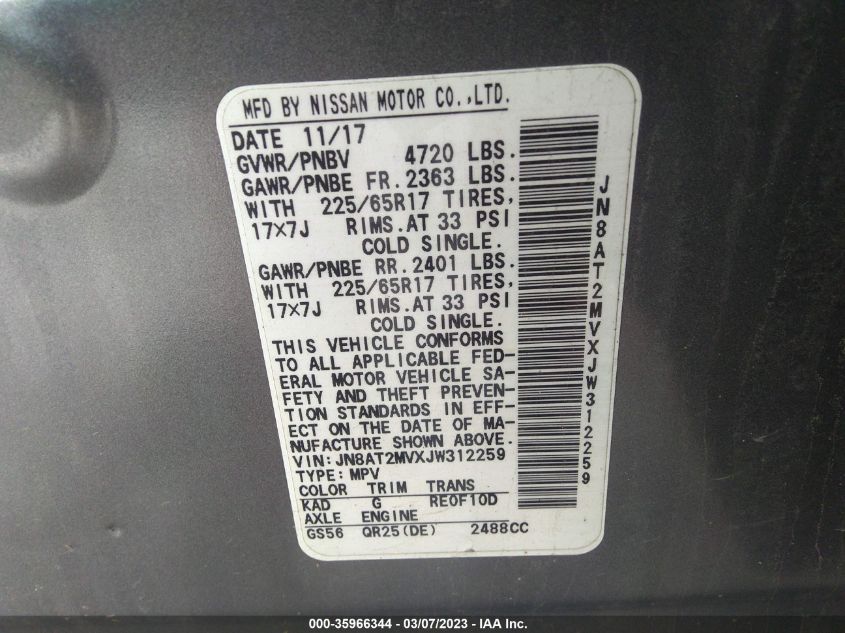 MFD BY NISSAN MOTOR CO.,LTD.
DATE 11/17
GVWR/PNBV 4720 LBS.
GAWR/PNBE FR. 2363 LBS.
WITH 225/65R17 TIRES,
17×7J RIMS.AT 33 PSI
COLD SINGLE.
GAWR/PNBE RR. 2401 LBS.
WITH 225/65R17 TIRES,
17×7J RIMS.AT 33 PSI
COLD SINGLE.
THIS VEHICLE CONFORMS
TO ALL APPLICABLE FED-
ERAL MOTOR VEHICLE SA-
FETY AND THEFT PREVEN-
TION STANDARDS IN EFF-
ECT ON THE DATE OF MA-
NUFACTURE SHOWN ABOVE.
VIN: JN8AT2MVXJW312259
TYPE: MPV
COLOR TRIM TRANS
KAD G RE0F10D
AXLE ENGINE
GS56 QR25(DE) 2488CC
JN8AT2MVXJW312259
000-35966344 - 03/07/2023 - IAA Inc.